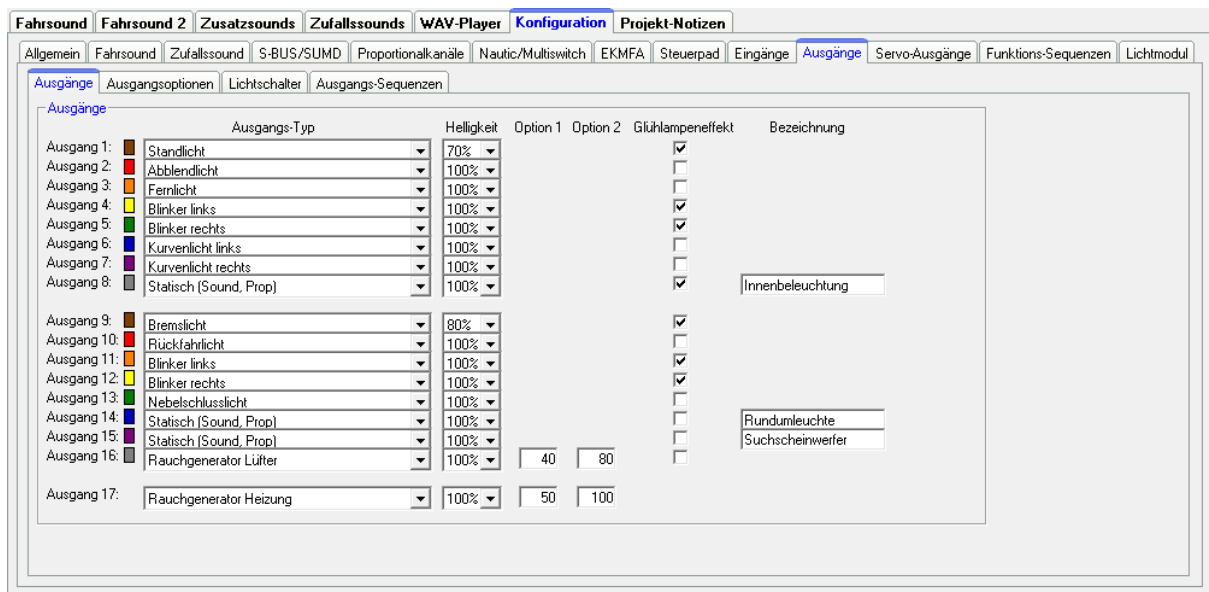 Fahrsound Fahrsound 2 Zusatzsounds Zufallssounds WAV-Player Konfiguration Projekt-Notizen
Allgemein Fahrsound Zufallssound S-BUS/SUMD Proportionalkanäle Nautic/Multiswitch EKMFA Steuerpad Eingänge Ausgänge Servo-Ausgänge Funktions-Sequenzen Lichtmodul
Ausgänge Ausgangsoptionen Lichtschalter Ausgangs-Sequenzen
Ausgänge
Ausgangs-Typ Helligkeit Option 1 Option 2 Glühlampeneffekt Bezeichnung
Ausgang 1: Standlicht 70%
Ausgang 2: Abblendlicht 100%
Ausgang 3: Fernlicht 100%
Ausgang 4: Blinker links 100%
Ausgang 5: Blinker rechts 100%
Ausgang 6: Kurvenlicht links 100%
Ausgang 7: Kurvenlicht rechts 100%
Ausgang 8: Statisch (Sound, Prop) 100% Innenbeleuchtung
Ausgang 9: Bremslicht 80%
Ausgang 10: Rückfahrlicht 100%
Ausgang 11: Blinker links 100%
Ausgang 12: Blinker rechts 100%
Ausgang 13: Nebelschlusslicht 100%
Ausgang 14: Statisch (Sound, Prop) 100% Rundumleuchte
Ausgang 15: Statisch (Sound, Prop) 100% Suchscheinwerfer
Ausgang 16: Rauchgenerator Lüfter 100% 40 80
Ausgang 17: Rauchgenerator Heizung 100% 50 100